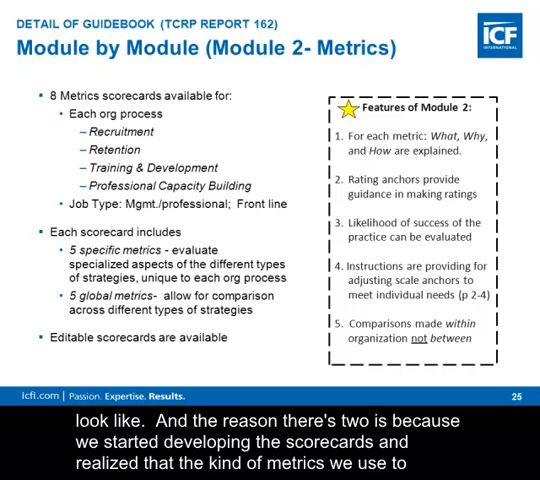 DETAIL OF GUIDEBOOK (TCRP REPORT 162)
Module by Module (Module 2- Metrics)
ICF
INTERNATIONAL
▪ 8 Metrics scorecards available for:
• Each org process
– Recruitment
– Retention
– Training & Development
– Professional Capacity Building
• Job Type: Mgmt./professional; Front line
▪ Each scorecard includes
• 5 specific metrics - evaluate
specialized aspects of the different types
of strategies, unique to each org process
• 5 global metrics- allow for comparison
across different types of strategies
▪ Editable scorecards are available
Features of Module 2:
1. For each metric: What, Why,
and How are explained.
2. Rating anchors provide
guidance in making ratings
3. Likelihood of success of the
practice can be evaluated
4. Instructions are providing for
adjusting scale anchors to
meet individual needs (p 2-4)
5. Comparisons made within
organization not between
icfi.com | Passion. Expertise. Results.
25
look like. And the reason there's two is because
we started developing the scorecards and
realized that the kind of metrics we use to